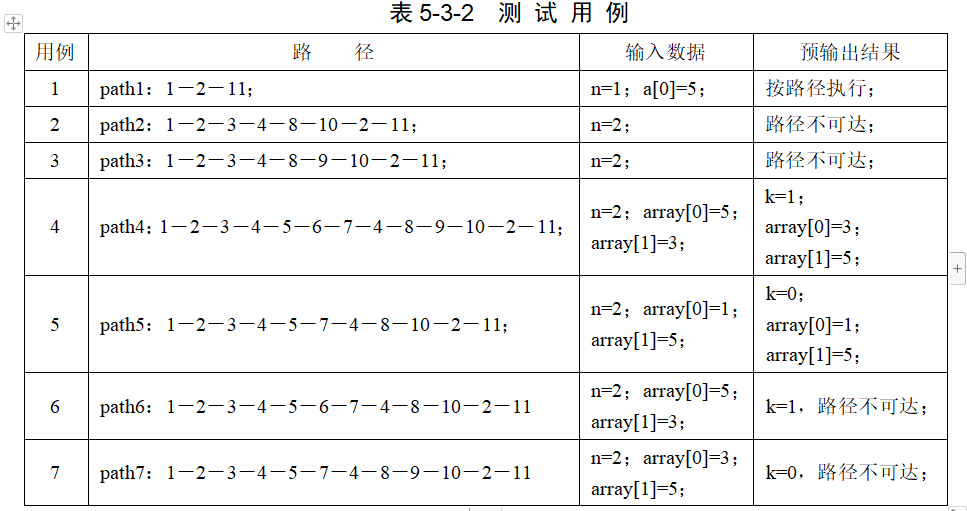 表 5-3-2 测 试 用 例
用例 路 径 输入数据 预输出结果
1 path1：1－2－11； n=1；a[0]=5； 按路径执行；
2 path2：1－2－3－4－8－10－2－11； n=2； 路径不可达；
3 path3：1－2－3－4－8－9－10－2－11； n=2； 路径不可达；
4 path4：1－2－3－4－5－6－7－4－8－9－10－2－11； n=2；array[0]=5；
array[1]=3；
k=1；
array[0]=3；
array[1]=5；
5 path5：1－2－3－4－5－7－4－8－10－2－11； n=2；array[0]=1；
array[1]=5；
k=0；
array[0]=1；
array[1]=5；
6 path6：1－2－3－4－5－6－7－4－8－10－2－11 n=2；array[0]=5；
array[1]=3；
k=1，路径不可达；
7 path7：1－2－3－4－5－7－4－8－9－10－2－11 n=2；array[0]=3；
array[1]=5；
k=0，路径不可达；